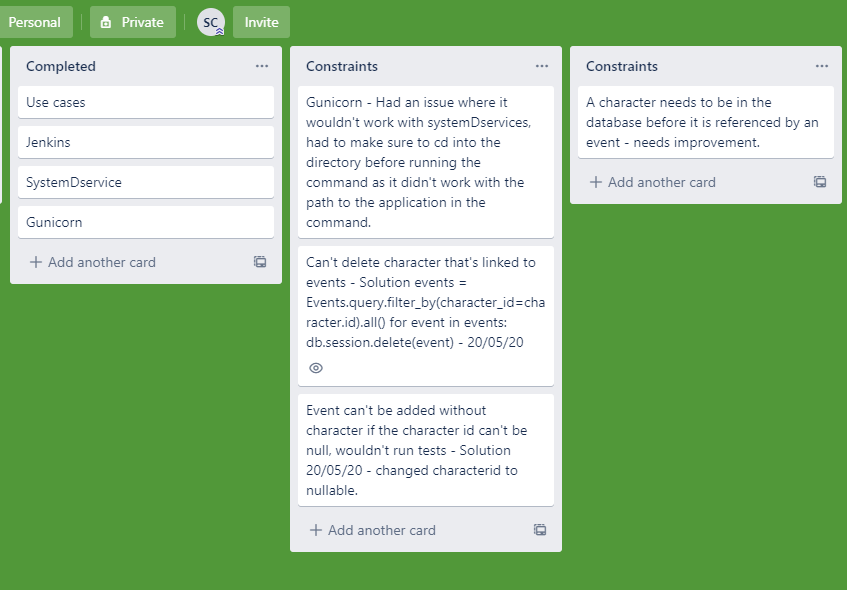 Personal
Private
SC
Invite
Completed
Use cases
Jenkins
SystemDservice
Gunicorn
Add another card
Constraints
Gunicorn - Had an issue where it
wouldn't work with systemDservices,
had to make sure to cd into the
directory before running the
command as it didn't work with the
path to the application in the
command.
Can't delete character that's linked to
events - Solution events =
Events.query.filter_by(character_id=cha
racter.id).all() for event in events:
db.session.delete(event) - 20/05/20
Event can't be added without
character if the character id can't be
null, wouldn't run tests - Solution
20/05/20 - changed characterid to
nullable.
Add another card
Constraints
A character needs to be in the
database before it is referenced by an
event - needs improvement.
Add another card